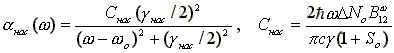 α_нас(ω) = C_нас(γ_нас/2)² / ((ω−ω_o)² + (γ_нас/2)²), C_нас = 2ħωΔN_o B_12^ω / (πcγ(1+S_o))